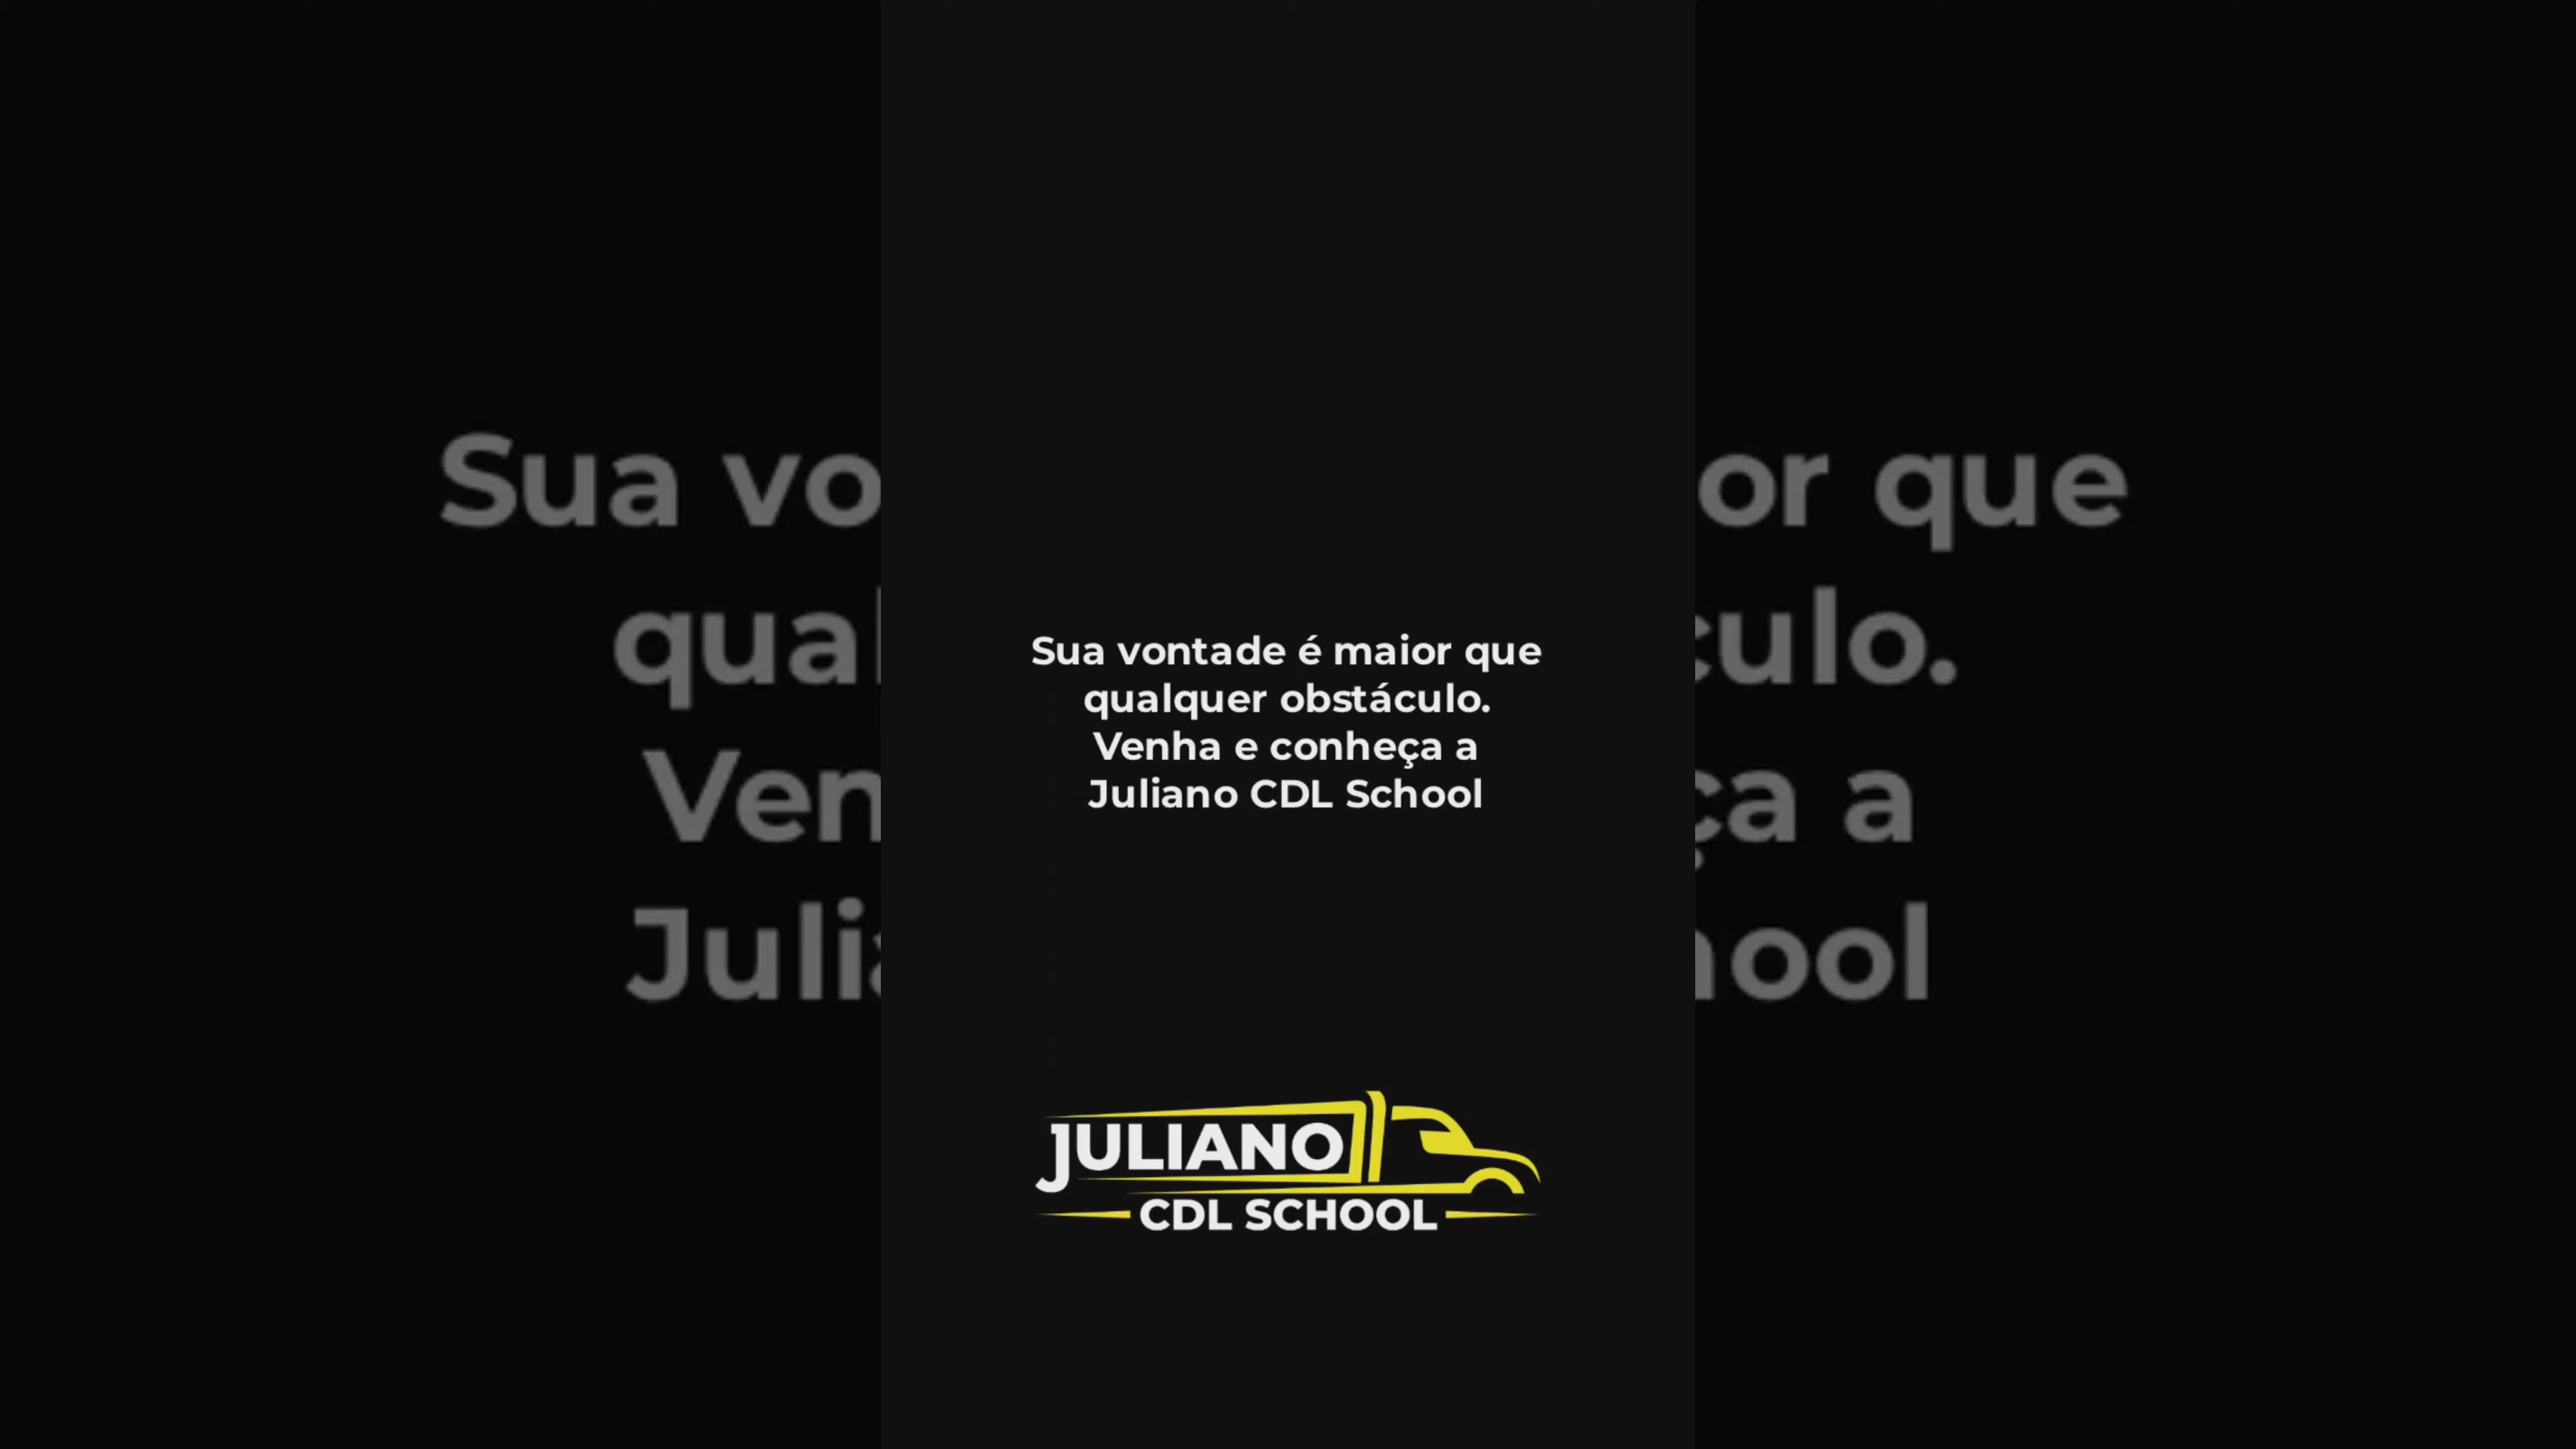 Sua vontade é maior que
qualquer obstáculo.
Venha e conheça a
Juliano CDL School
JULIANO
CDL SCHOOL